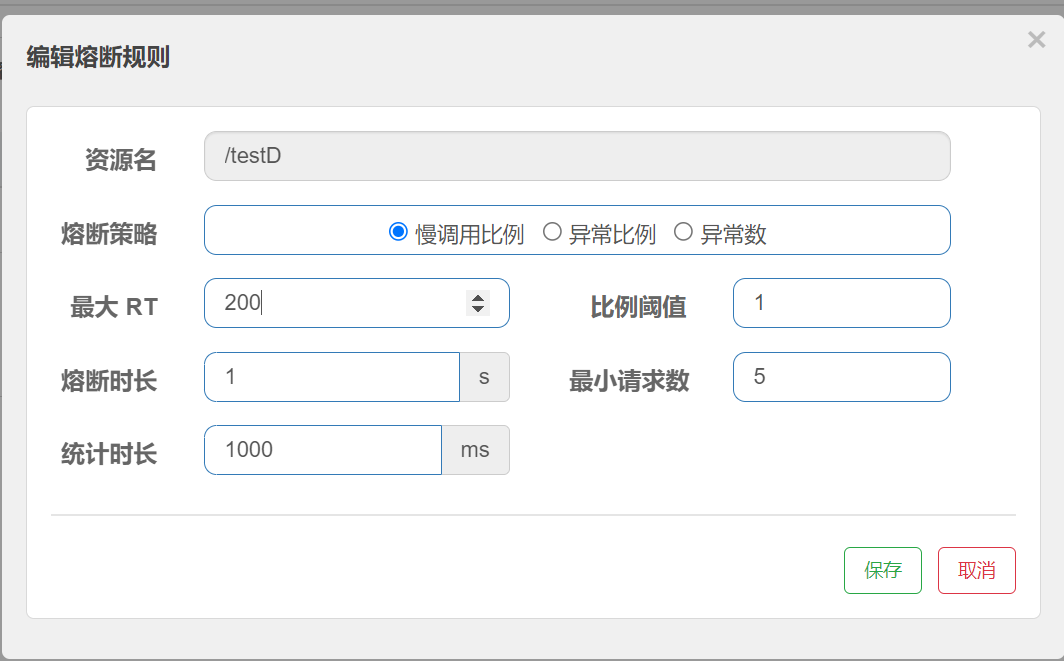 编辑熔断规则 ×
资源名 /testD
熔断策略 慢调用比例 异常比例 异常数
最大 RT 200 比例阈值 1
熔断时长 1 s 最小请求数 5
统计时长 1000 ms
保存 取消